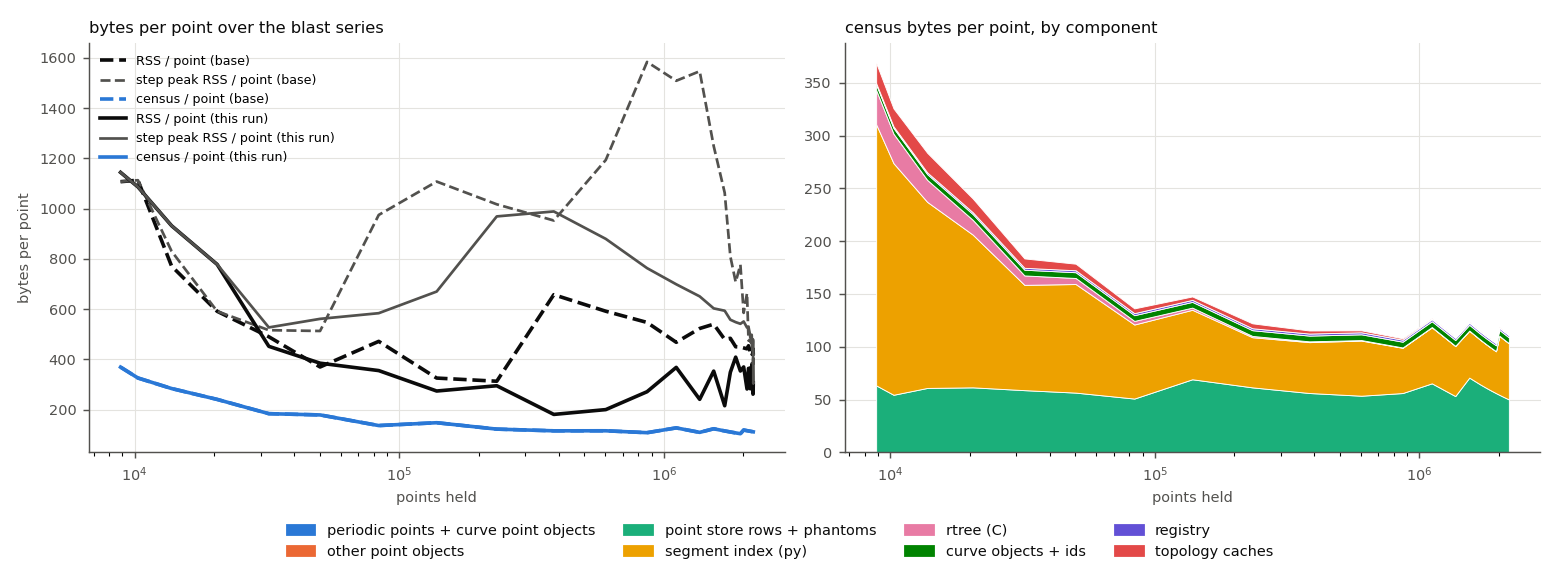 bytes per point over the blast series
1600
1400
1200
1000
800
600
400
200
bytes per point
RSS / point (base)
step peak RSS / point (base)
census / point (base)
RSS / point (this run)
step peak RSS / point (this run)
census / point (this run)
10⁴
10⁵
10⁶
points held
census bytes per point, by component
350
300
250
200
150
100
50
0
10⁴
10⁵
10⁶
points held
periodic points + curve point objects
other point objects
point store rows + phantoms
segment index (py)
rtree (C)
curve objects + ids
registry
topology caches